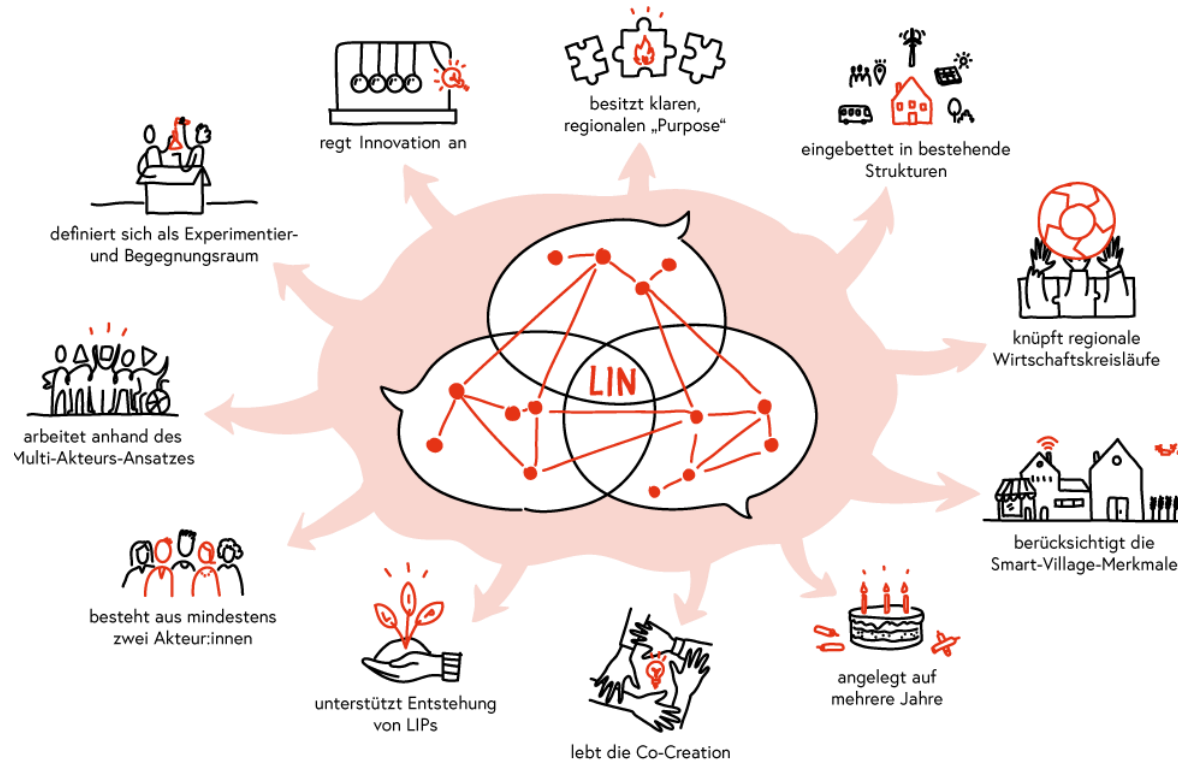 besitzt klaren,
regionalen „Purpose“
eingebettet in bestehende
Strukturen
knüpft regionale
Wirtschaftskreisläufe
berücksichtigt die
Smart-Village-Merkmale
angelegt auf
mehrere Jahre
lebt die Co-Creation
unterstützt Entstehung
von LIPs
besteht aus mindestens
zwei Akteur:innen
arbeitet anhand des
Multi-Akteurs-Ansatzes
definiert sich als Experimentier-
und Begegnungsraum
regt Innovation an
LIN
L I P